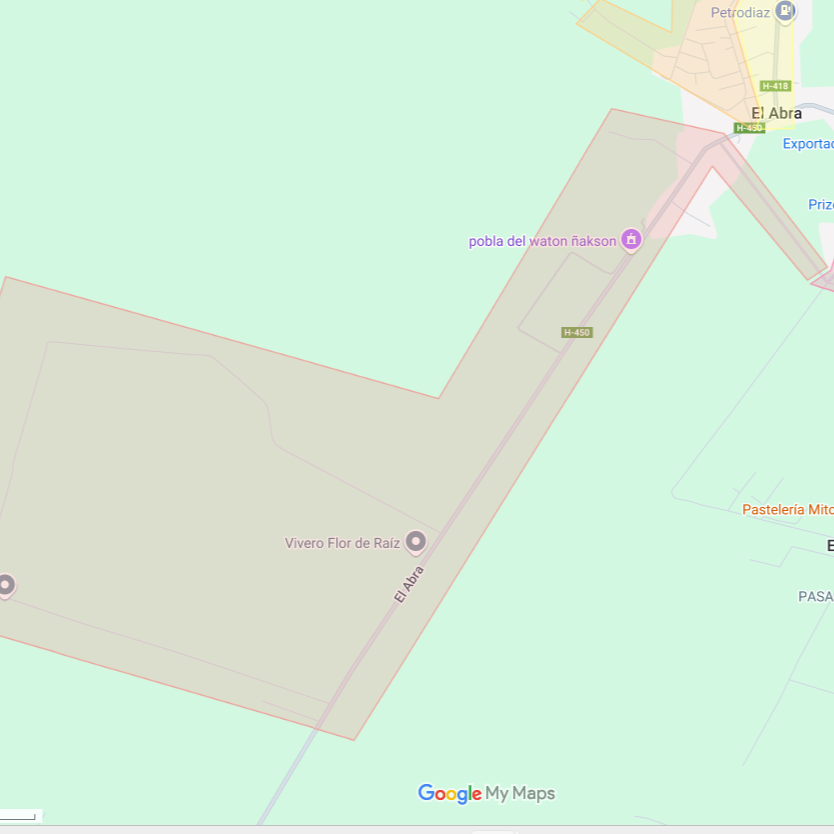 Petrodiaz
H-418
El Abra
H-450
Exportac
Prizo
pobla del waton ñakson
H-450
Pastelería Mito
Vivero Flor de Raíz
E
El Abra
PASA
Google My Maps